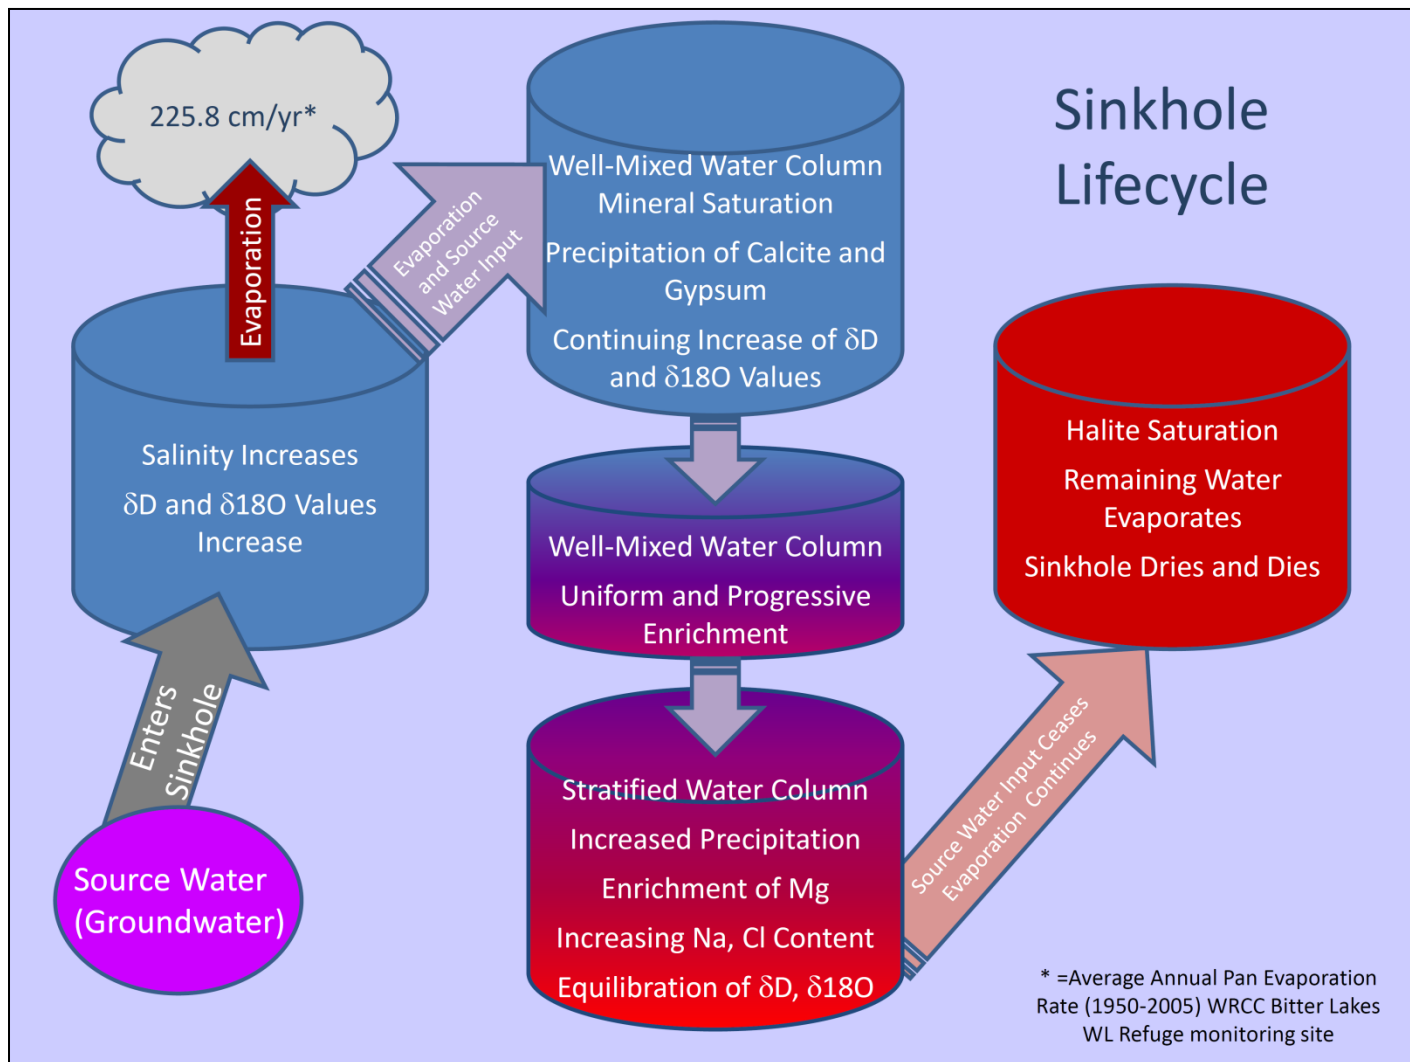 Sinkhole
Lifecycle
225.8 cm/yr*
Evaporation
Salinity Increases
δD and δ18O Values
Increase
Enters
Sinkhole
Source Water
(Groundwater)
Evaporation
and Source
Water Input
Well-Mixed Water Column
Mineral Saturation
Precipitation of Calcite and
Gypsum
Continuing Increase of δD
and δ18O Values
Well-Mixed Water Column
Uniform and Progressive
Enrichment
Stratified Water Column
Increased Precipitation
Enrichment of Mg
Increasing Na, Cl Content
Equilibration of δD, δ18O
Source Water Input Ceases
Evaporation Continues
Halite Saturation
Remaining Water
Evaporates
Sinkhole Dries and Dies
* =Average Annual Pan Evaporation
Rate (1950-2005) WRCC Bitter Lakes
WL Refuge monitoring site